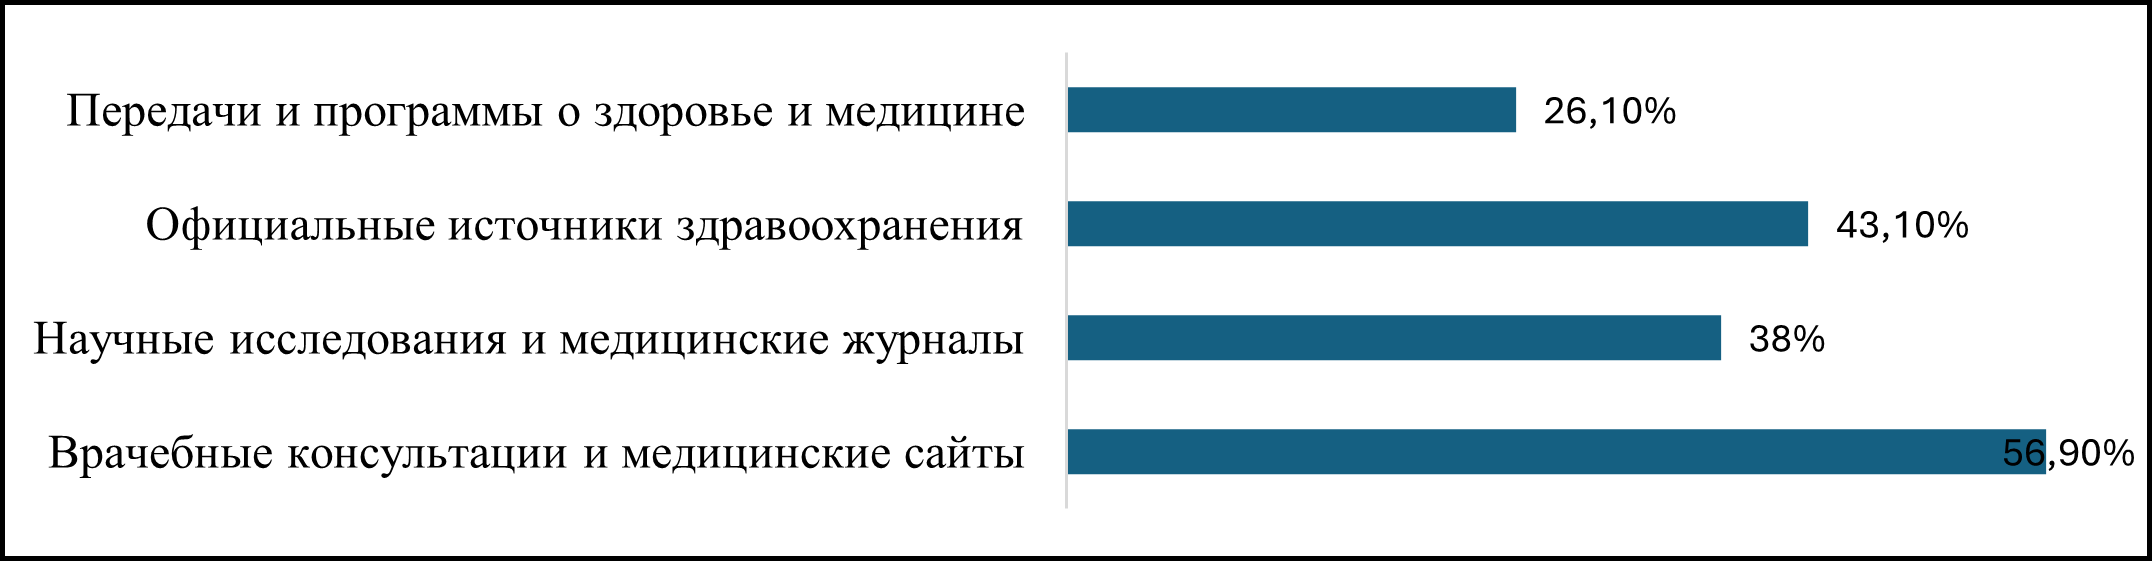 Передачи и программы о здоровье и медицине 26,10%
Официальные источники здравоохранения 43,10%
Научные исследования и медицинские журналы 38%
Врачебные консультации и медицинские сайты 56,90%